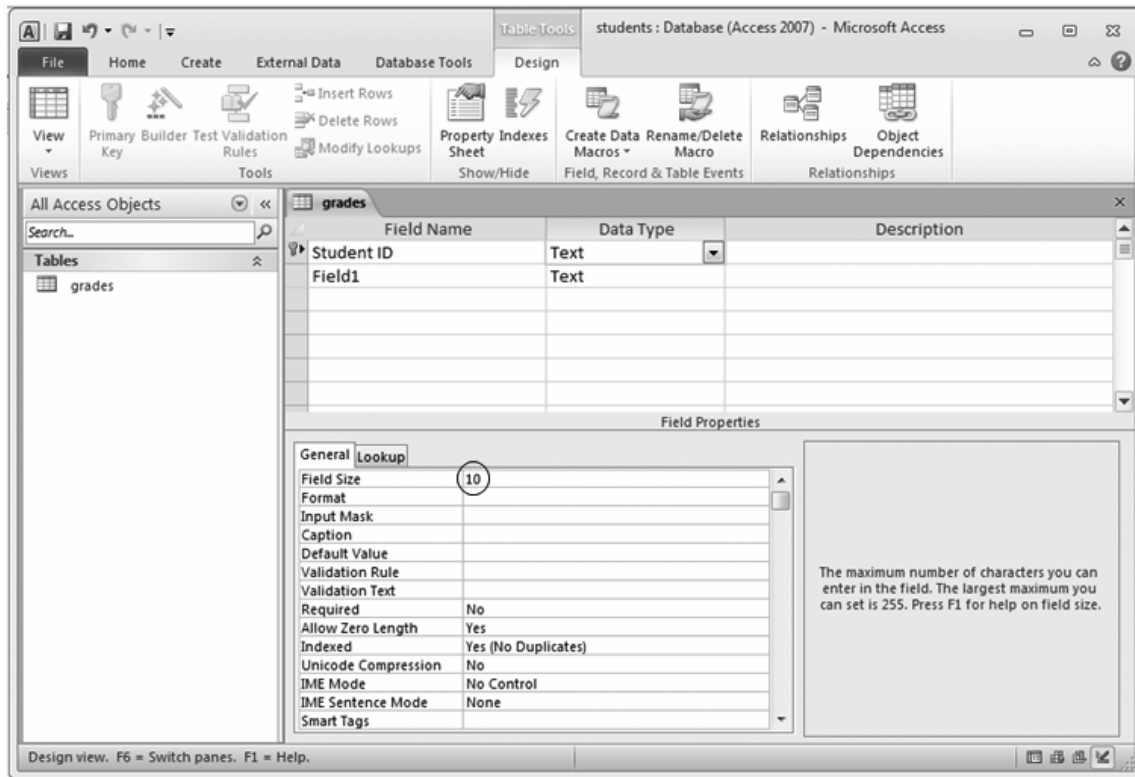 A
Table Tools students : Database (Access 2007) - Microsoft Access
File Home Create External Data Database Tools Design
View Primary Key Builder Test Validation Rules Insert Rows Delete Rows Modify Lookups Property Sheet Indexes Create Data Macros Rename/Delete Macro Relationships Object Dependencies
Views Tools Show/Hide Field, Record & Table Events Relationships
All Access Objects
Search...
Tables
grades
grades
Field Name Data Type Description
Student ID Text
Field1 Text
Field Properties
General Lookup
Field Size 10
Format
Input Mask
Caption
Default Value
Validation Rule
Validation Text
Required No
Allow Zero Length Yes
Indexed Yes (No Duplicates)
Unicode Compression No
IME Mode No Control
IME Sentence Mode None
Smart Tags
The maximum number of characters you can
enter in the field. The largest maximum you
can set is 255. Press F1 for help on field size.
Design view. F6 = Switch panes. F1 = Help.